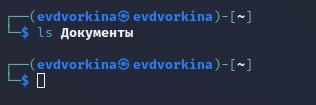 ┌──(evdvorkina㉿evdvorkina)-[~]
└─$ ls Документы
┌──(evdvorkina㉿evdvorkina)-[~]
└─$